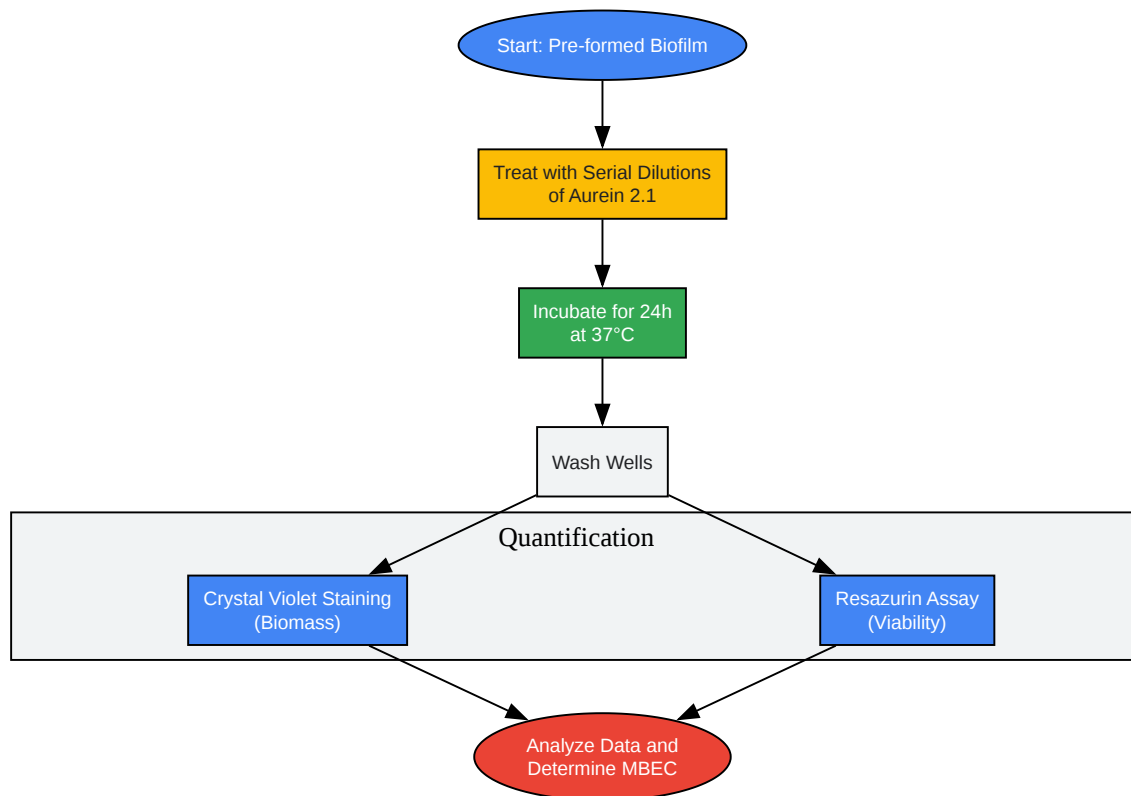 Start: Pre-formed Biofilm
Treat with Serial Dilutions
of Aurein 2.1
Incubate for 24h
at 37°C
Wash Wells
Quantification
Crystal Violet Staining
(Biomass)
Resazurin Assay
(Viability)
Analyze Data and
Determine MBEC